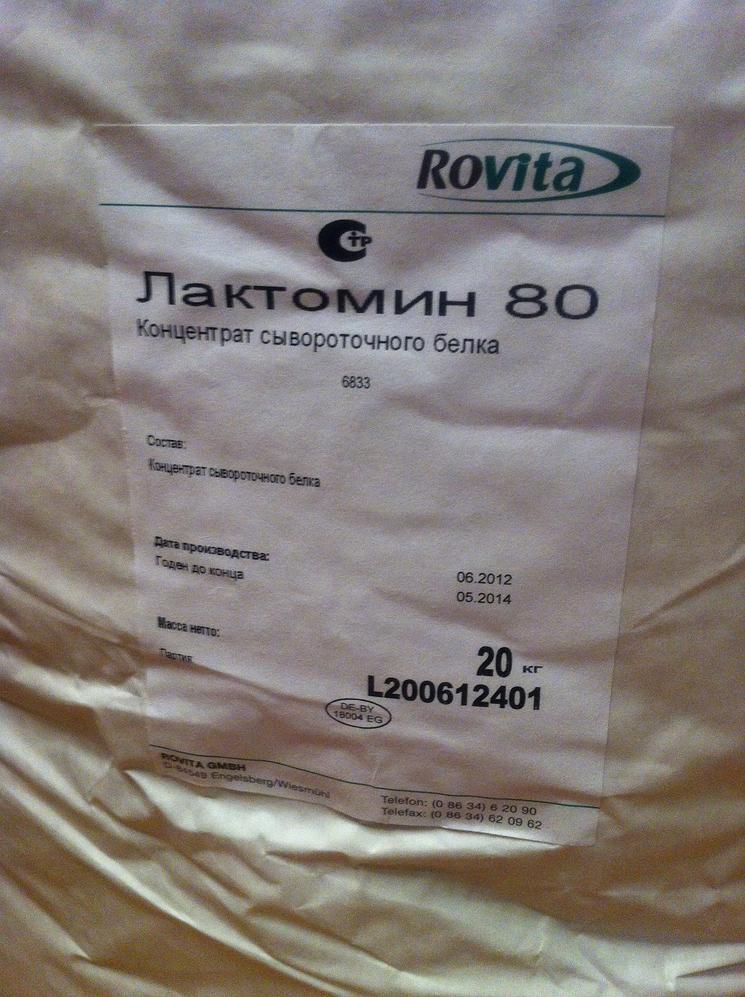 Rovita
СТР
Лактомин 80
Концентрат сывороточного белка
6833
Состав:
Концентрат сывороточного белка
Дата производства: 06.2012
Годен до конца 05.2014
Масса нетто: 20 кг
Партия L200612401
DE-BY
18004 EG
ROVITA GMBH
D-84549 Engelsberg/Wiesmühl
Telefon: (0 86 34) 6 20 90
Telefax: (0 86 34) 62 09 62